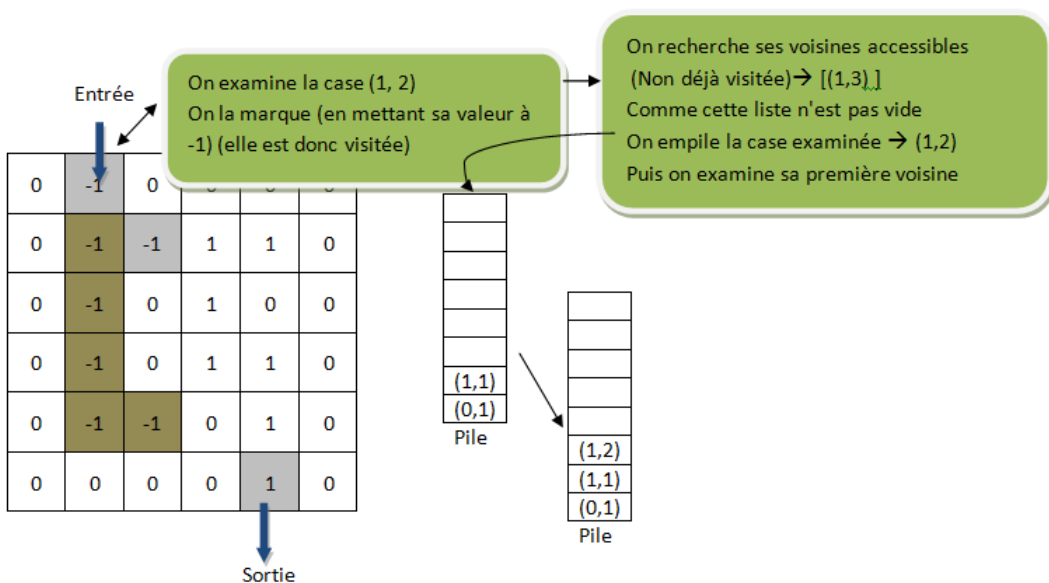 On recherche ses voisines accessibles
(Non déjà visitée)→ [(1,3) ]
Comme cette liste n'est pas vide
On empile la case examinée → (1,2)
Puis on examine sa première voisine
On examine la case (1, 2)
On la marque (en mettant sa valeur à
-1) (elle est donc visitée)
Entrée
0 -1 0
0 -1 -1 1 1 0
0 -1 0 1 0 0
0 -1 0 1 1 0
0 -1 -1 0 1 0
0 0 0 0 1 0
Sortie
(1,1)
(0,1)
Pile
(1,2)
(1,1)
(0,1)
Pile